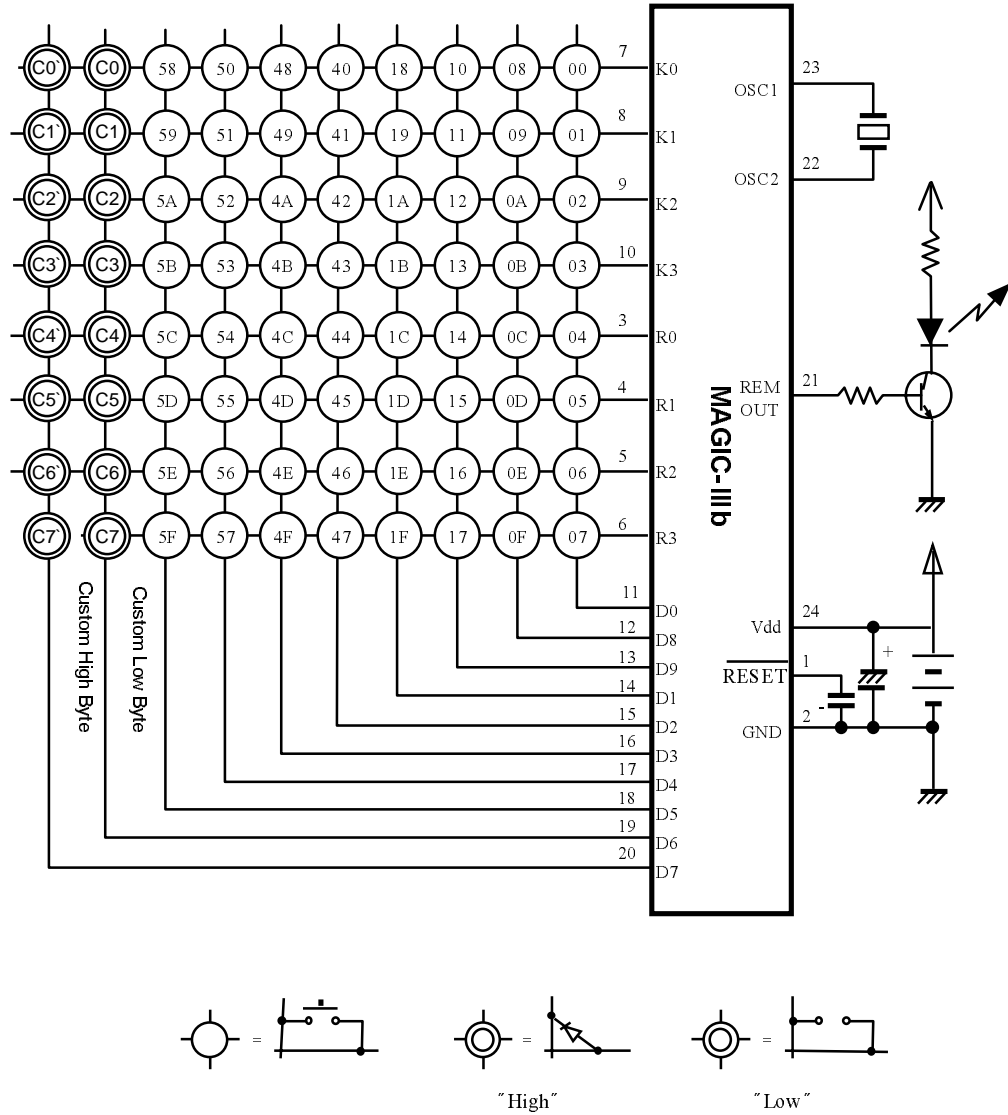 C0` C0 58 50 48 40 18 10 08 00 7 K0
C1` C1 59 51 49 41 19 11 09 01 8 K1
C2` C2 5A 52 4A 42 1A 12 0A 02 9 K2
C3` C3 5B 53 4B 43 1B 13 0B 03 10 K3
C4` C4 5C 54 4C 44 1C 14 0C 04 3 R0
C5` C5 5D 55 4D 45 1D 15 0D 05 4 R1
C6` C6 5E 56 4E 46 1E 16 0E 06 5 R2
C7` C7 5F 57 4F 47 1F 17 0F 07 6 R3
Custom High Byte
Custom Low Byte
11 D0
12 D8
13 D9
14 D1
15 D2
16 D3
17 D4
18 D5
19 D6
20 D7
MAGIC-IIIb
OSC1 23
OSC2 22
REM 21
OUT
Vdd 24
+
RESET 1
-
GND 2
=
=
=
"High"
"Low"